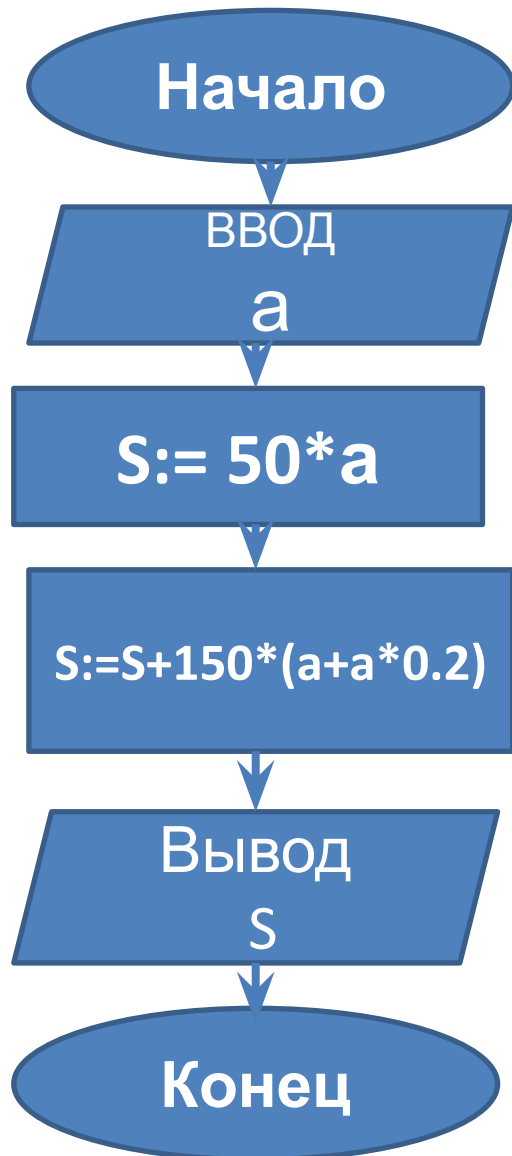 Начало
ВВОД
а
S:= 50*а
S:=S+150*(a+a*0.2)
Вывод
S
Конец